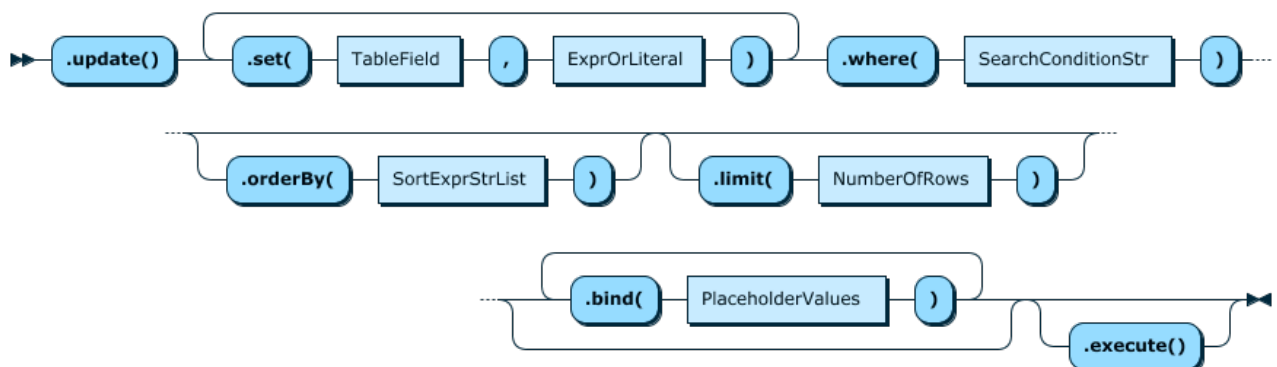 .update() .set( TableField , ExprOrLiteral ) .where( SearchConditionStr )
.orderBy( SortExprStrList ) .limit( NumberOfRows )
.bind( PlaceholderValues )
.execute()